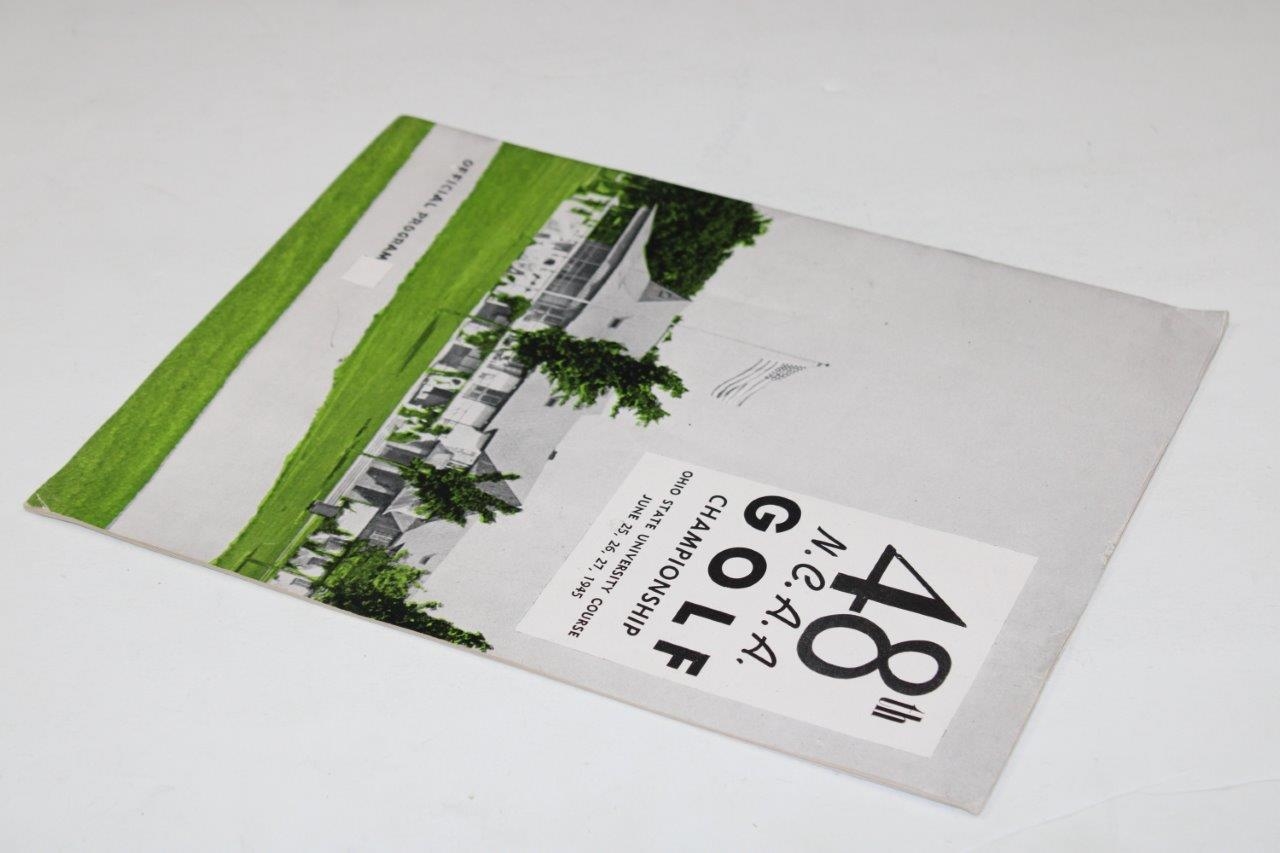 48th
N.C.A.A.
GOLF
CHAMPIONSHIP
OHIO STATE UNIVERSITY COURSE
JUNE 25, 26, 27, 1945
OFFICIAL PROGRAM